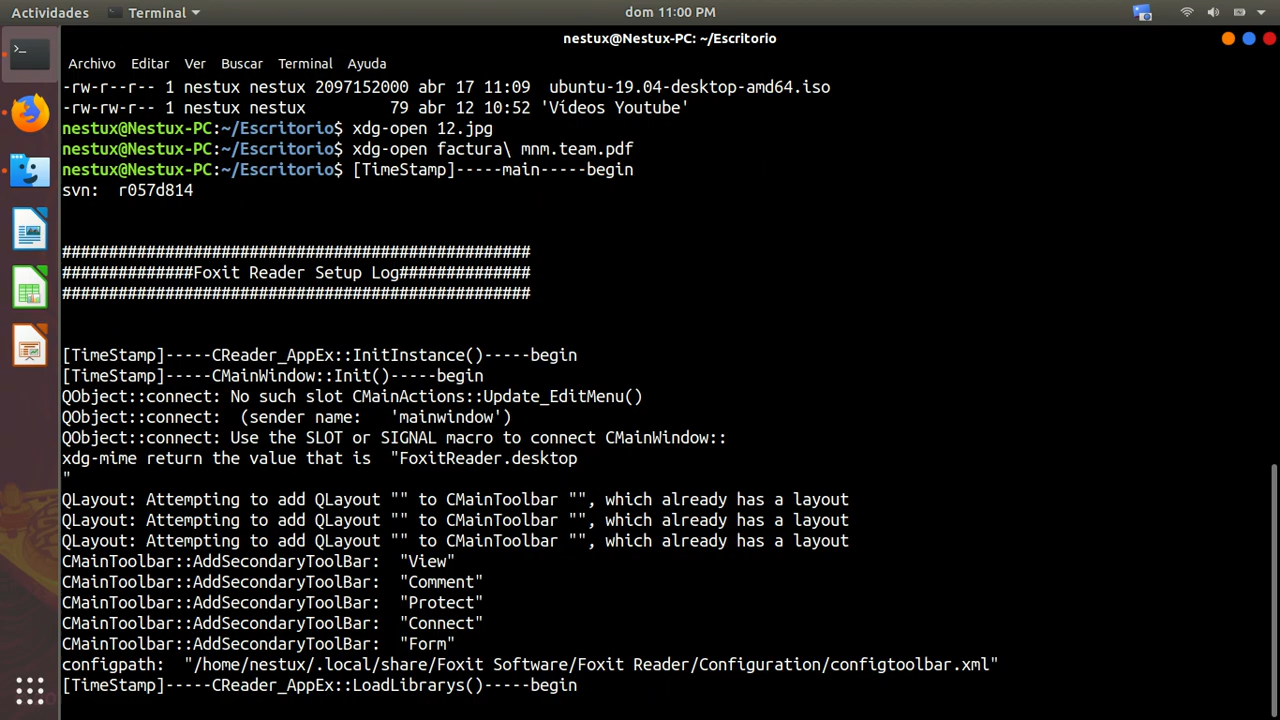 Actividades
Terminal
dom 11:00 PM
nestux@Nestux-PC: ~/Escritorio
Archivo Editar Ver Buscar Terminal Ayuda
-rw-r--r-- 1 nestux nestux 2097152000 abr 17 11:09  ubuntu-19.04-desktop-amd64.iso
-rw-rw-r-- 1 nestux nestux         79 abr 12 10:52 'Videos Youtube'
nestux@Nestux-PC:~/Escritorio$ xdg-open 12.jpg
nestux@Nestux-PC:~/Escritorio$ xdg-open factura\ mnm.team.pdf
nestux@Nestux-PC:~/Escritorio$ [TimeStamp]-----main-----begin
svn:  r057d814
##################################################
##############Foxit Reader Setup Log##############
##################################################
[TimeStamp]-----CReader_AppEx::InitInstance()-----begin
[TimeStamp]-----CMainWindow::Init()-----begin
QObject::connect: No such slot CMainActions::Update_EditMenu()
QObject::connect:  (sender name:   'mainwindow')
QObject::connect: Use the SLOT or SIGNAL macro to connect CMainWindow::
xdg-mime return the value that is  "FoxitReader.desktop
"
QLayout: Attempting to add QLayout "" to CMainToolbar "", which already has a layout
QLayout: Attempting to add QLayout "" to CMainToolbar "", which already has a layout
QLayout: Attempting to add QLayout "" to CMainToolbar "", which already has a layout
CMainToolbar::AddSecondaryToolBar:  "View"
CMainToolbar::AddSecondaryToolBar:  "Comment"
CMainToolbar::AddSecondaryToolBar:  "Protect"
CMainToolbar::AddSecondaryToolBar:  "Connect"
CMainToolbar::AddSecondaryToolBar:  "Form"
configpath:  "/home/nestux/.local/share/Foxit Software/Foxit Reader/Configuration/configtoolbar.xml"
[TimeStamp]-----CReader_AppEx::LoadLibrarys()-----begin